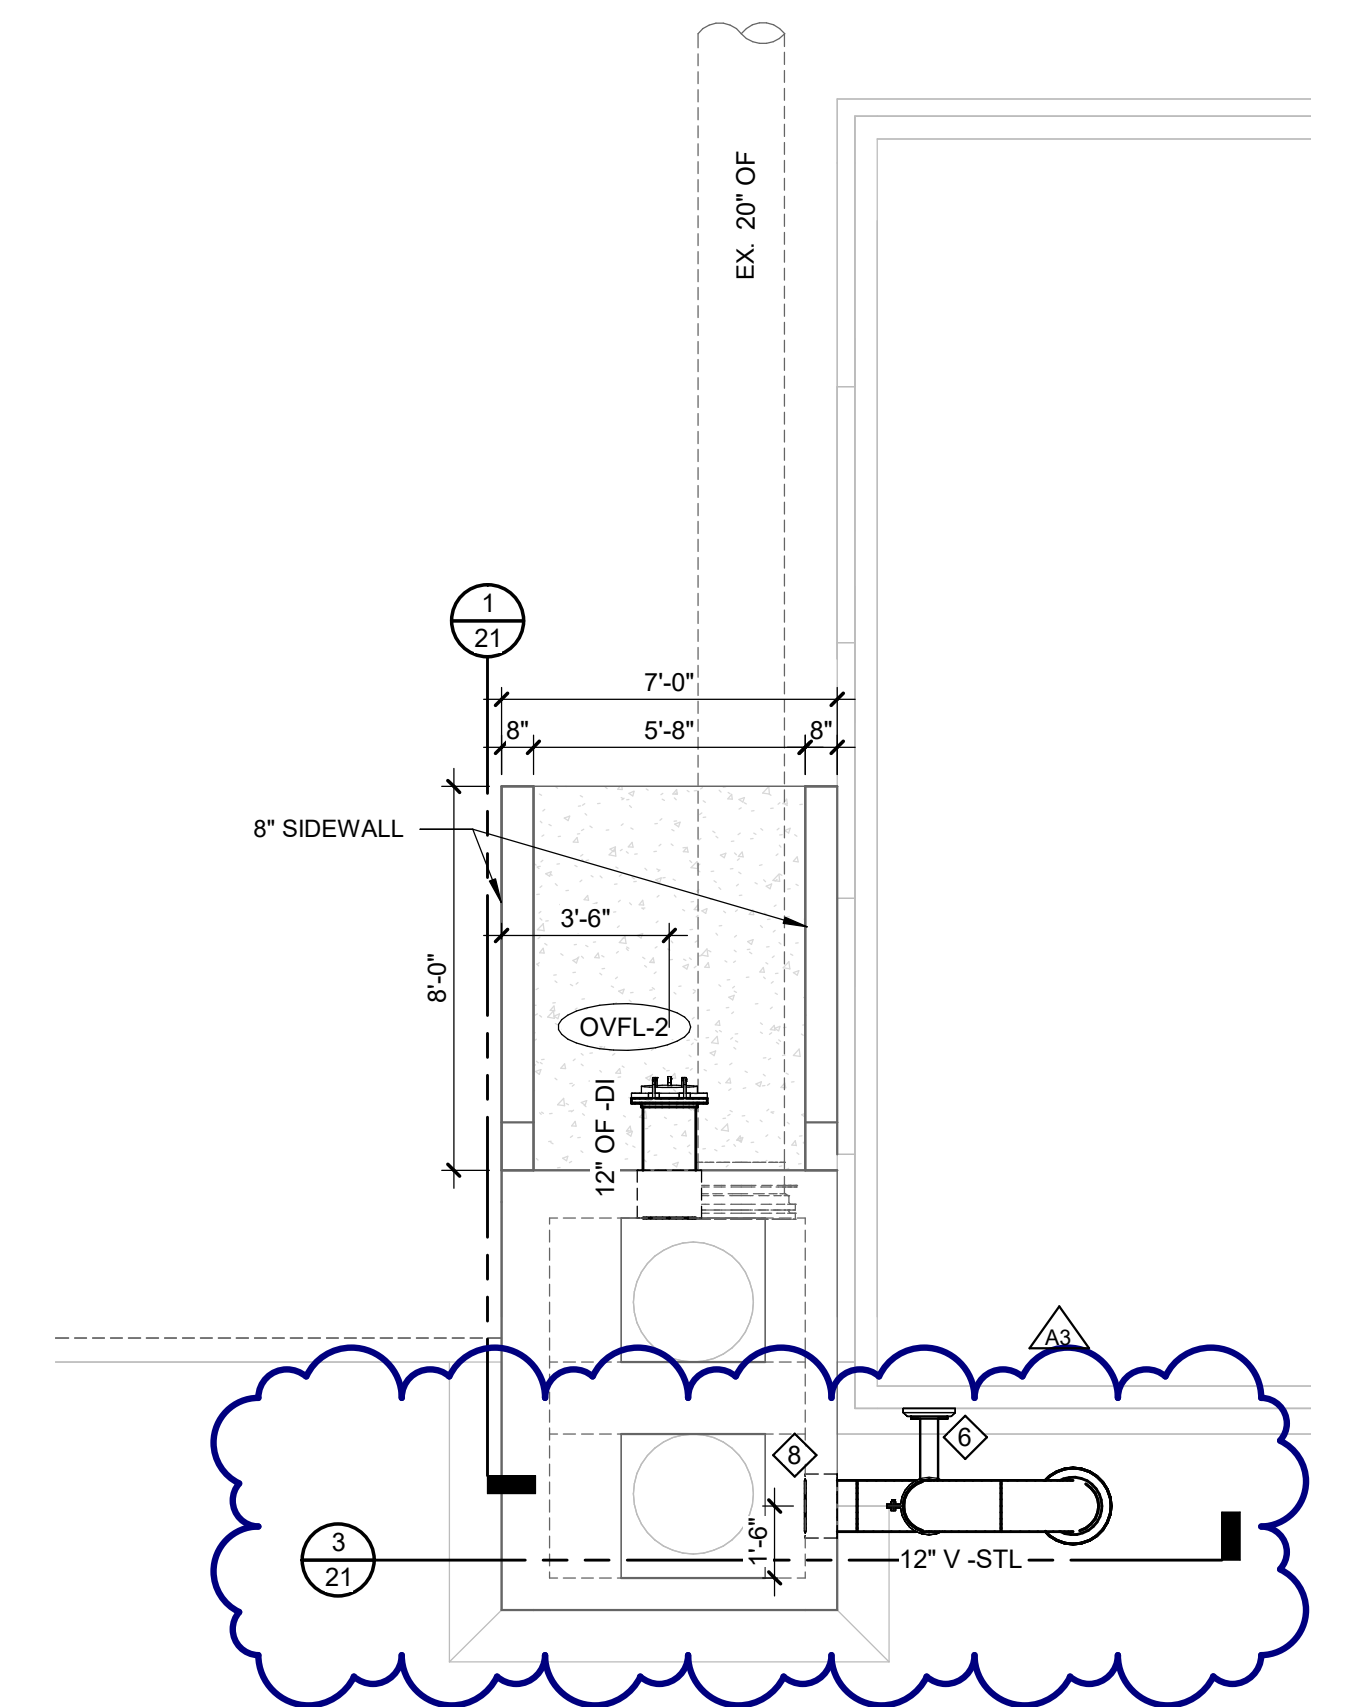 EX. 20" OF
1
21
7'-0"
8"
5'-8"
8"
8" SIDEWALL
3'-6"
8'-0"
OVFL-2
12" OF -DI
A3
6
8
1'-6"
3
21
12" V -STL